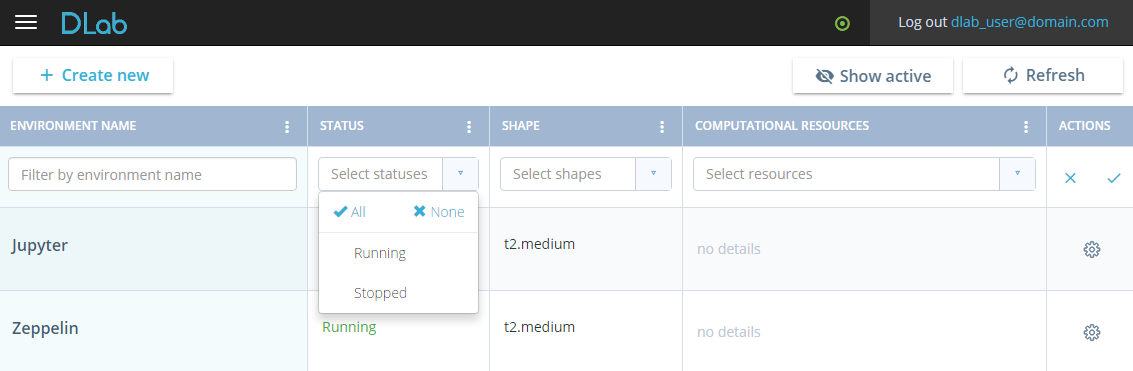 DLab
Log out dlab_user@domain.com
+ Create new
Show active
Refresh
ENVIRONMENT NAME
STATUS
SHAPE
COMPUTATIONAL RESOURCES
ACTIONS
Filter by environment name
Select statuses
Select shapes
Select resources
All
None
Running
Stopped
Jupyter
t2.medium
no details
Zeppelin
Running
t2.medium
no details